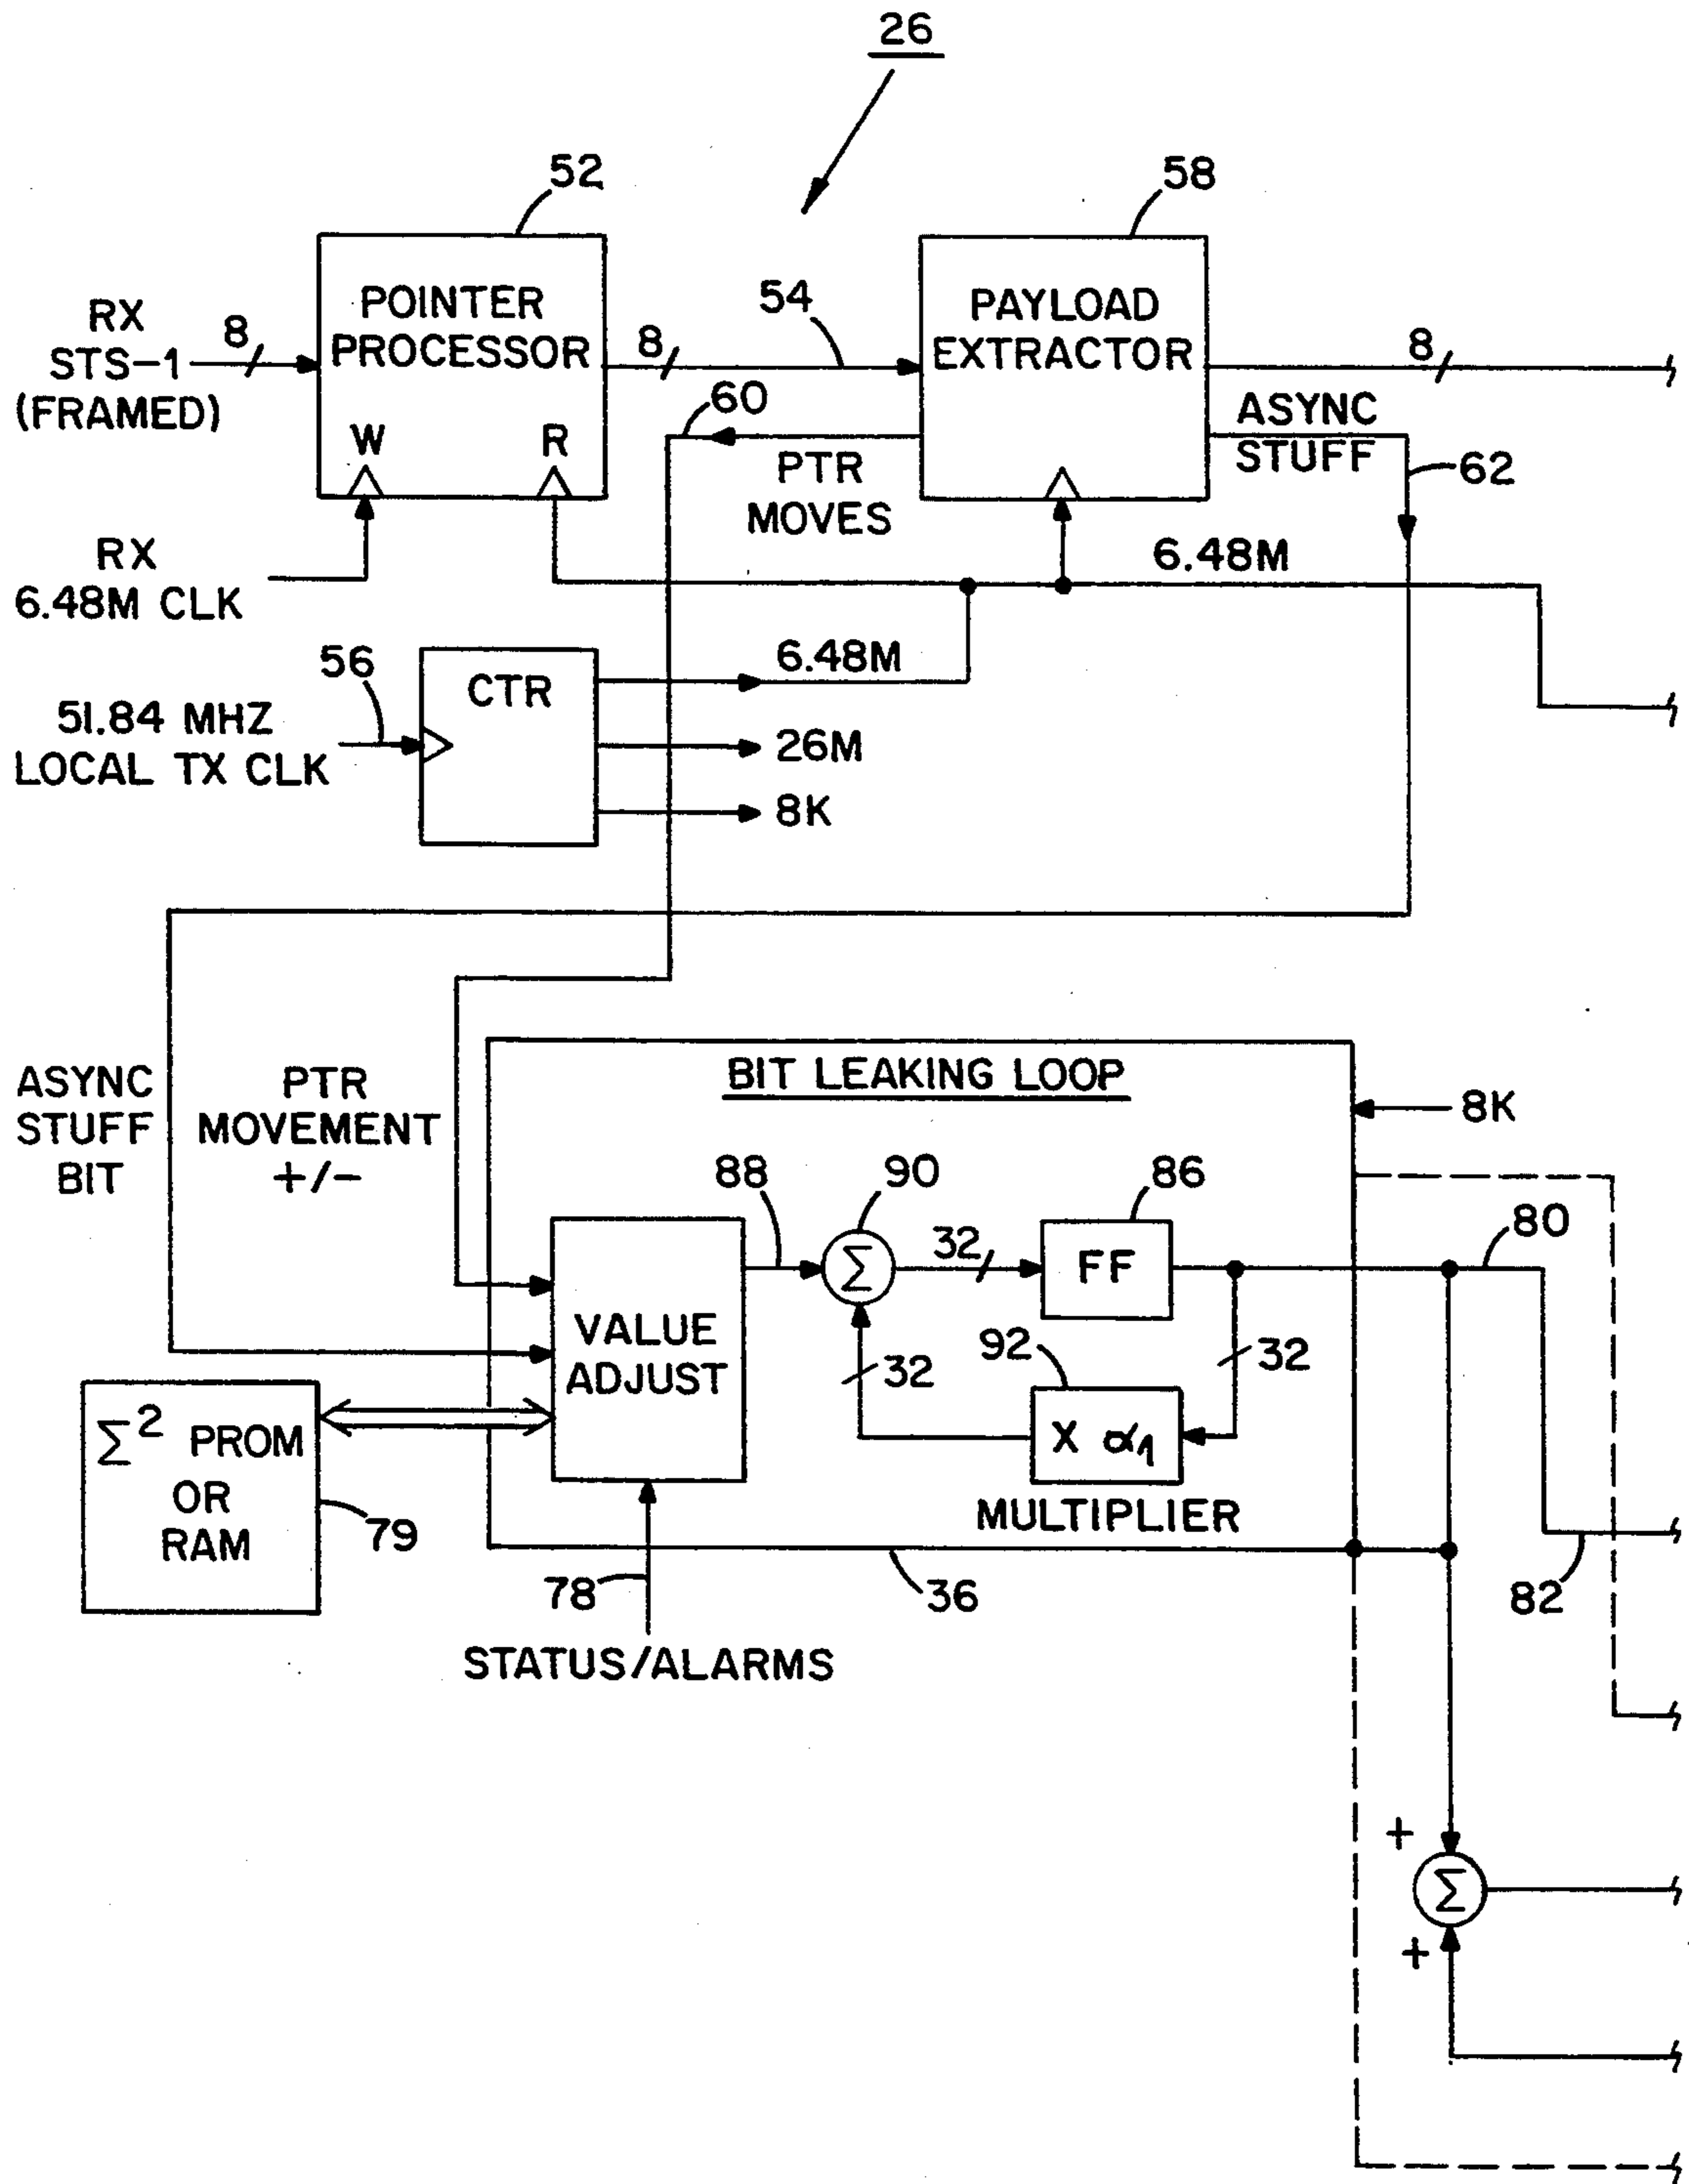 26
52
58
POINTER
PROCESSOR
PAYLOAD
EXTRACTOR
RX
STS-1
(FRAMED)
8
8
54
8
W
R
60
PTR
MOVES
ASYNC
STUFF
62
RX
6.48M CLK
6.48M
56
CTR
6.48M
51.84 MHZ
LOCAL TX CLK
26M
8K
ASYNC
STUFF
BIT
PTR
MOVEMENT
+/-
BIT LEAKING LOOP
8K
88
90
86
80
32
Σ
FF
VALUE
ADJUST
92
32
32
X α1
MULTIPLIER
Σ2 PROM
OR
RAM
79
78
36
82
STATUS/ALARMS
+
Σ
+